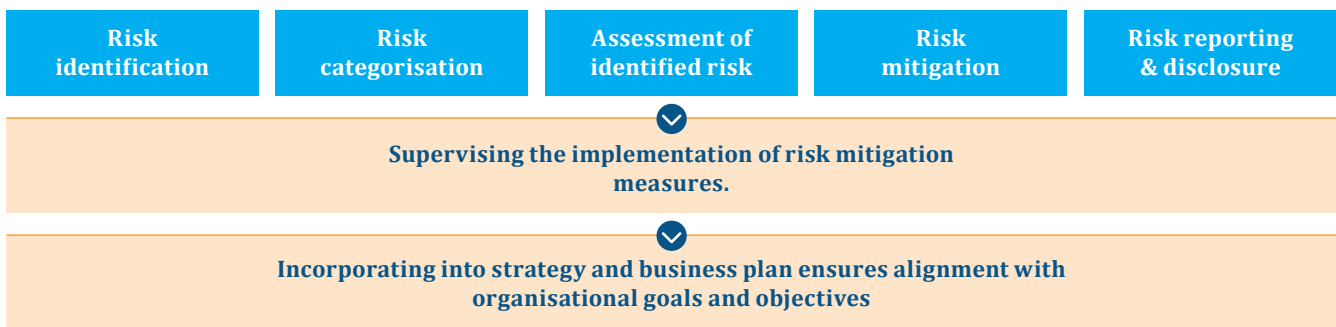 Risk
identification
Risk
categorisation
Assessment of
identified risk
Risk
mitigation
Risk reporting
& disclosure
Supervising the implementation of risk mitigation
measures.
Incorporating into strategy and business plan ensures alignment with
organisational goals and objectives